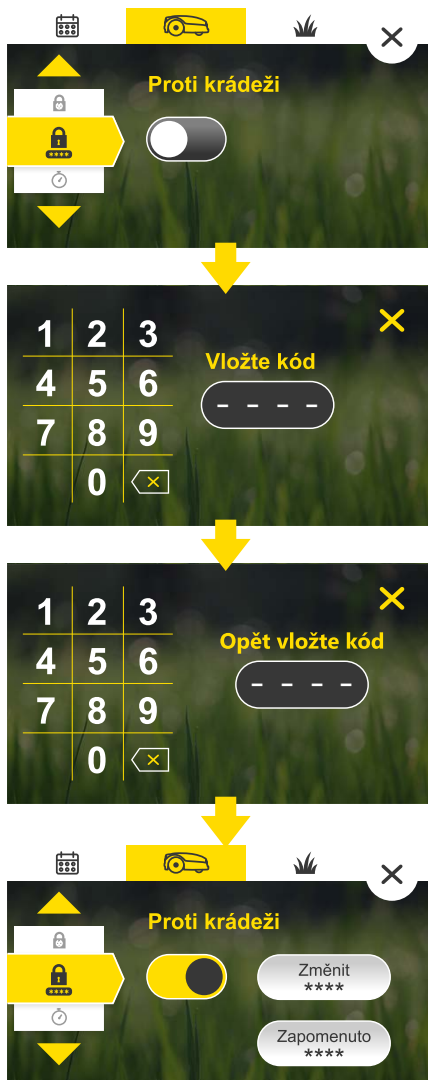 Proti krádeži
****
1 2 3
4 5 6
7 8 9
0
Vložte kód
- - - -
1 2 3
4 5 6
7 8 9
0
Opět vložte kód
- - - -
Proti krádeži
****
Změnit
****
Zapomenuto
****